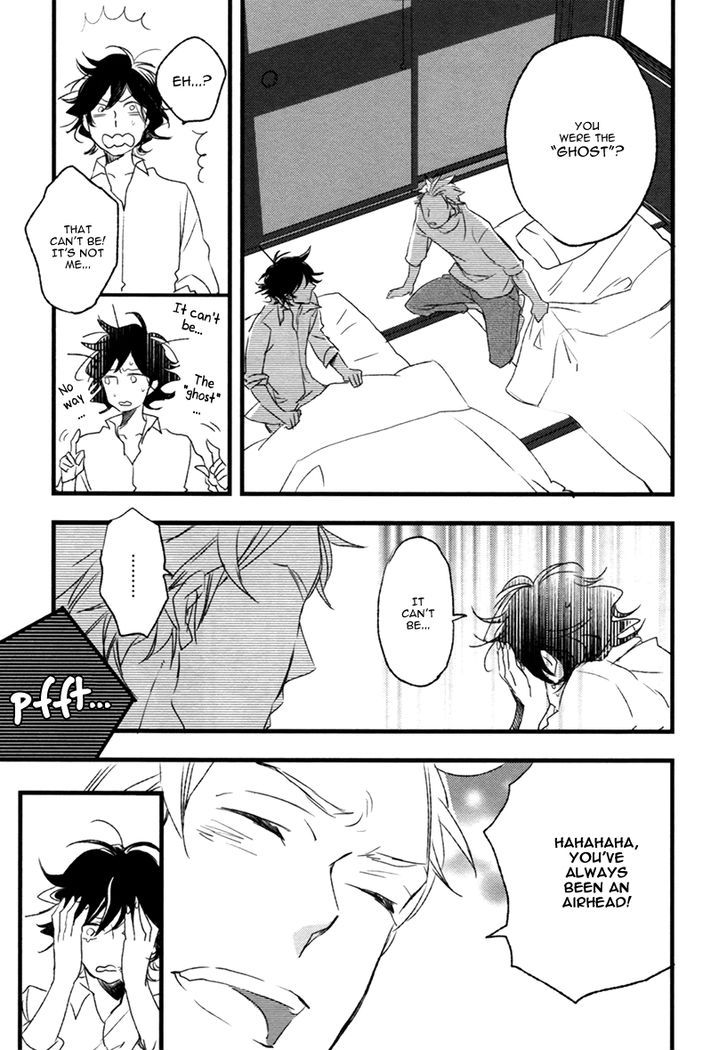 YOU
WERE THE
"GHOST"?
EH...?
THAT
CAN'T BE!
IT'S NOT
ME...
It can't
be...
The
"ghost"
...
No
way
...
IT
CAN'T
BE...
.........
pfft...
HAHAHAHA,
YOU'VE
ALWAYS
BEEN AN
AIRHEAD!